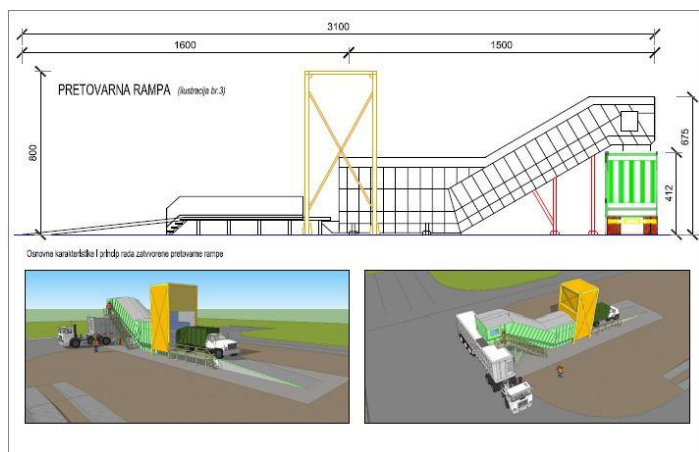 3100
1600 1500
PRETOVARNA RAMPA (ilustracija br.3)
800
675
412
Osnovne karakteristike i princip rada zatvorene pretovarne rampe